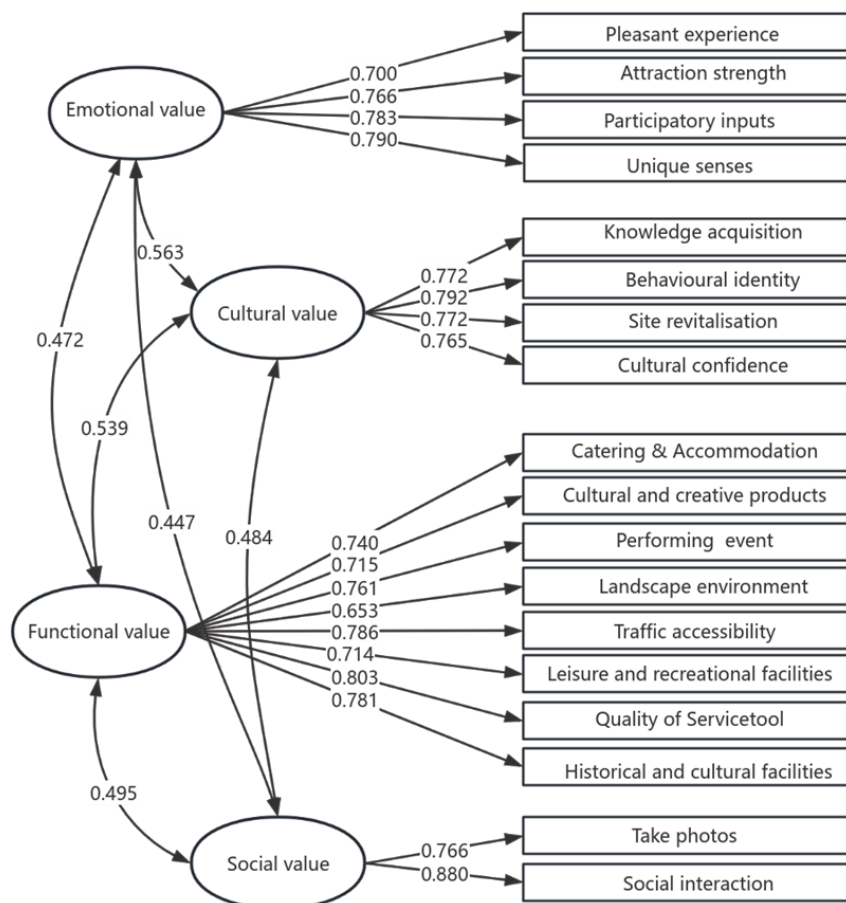 Pleasant experience
0.700
Attraction strength
Emotional value
0.766
0.783
Participatory inputs
0.790
Unique senses
Knowledge acquisition
0.563
0.772
Behavioural identity
0.792
Cultural value
0.772
Site revitalisation
0.765
0.472
Cultural confidence
0.539
Catering & Accommodation
Cultural and creative products
0.447
0.484
0.740
Performing event
0.715
0.761
Landscape environment
0.653
Functional value
0.786
Traffic accessibility
0.714
Leisure and recreational facilities
0.803
0.781
Quality of Servicetool
Historical and cultural facilities
0.495
Take photos
0.766
Social value
0.880
Social interaction